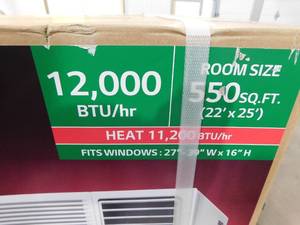 12,000
BTU/hr
ROOM SIZE
550 SQ.FT.
(22' x 25')
HEAT 11,200 BTU/hr
FITS WINDOWS : 27"-39" W x 16" H